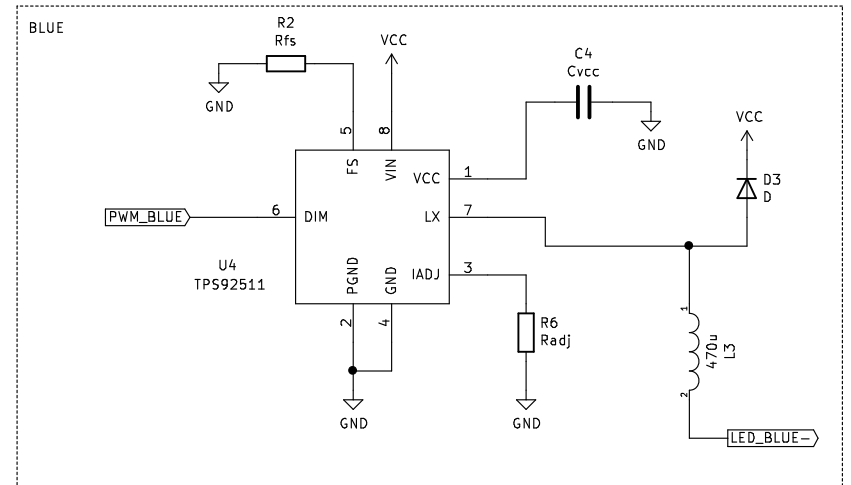 BLUE
R2
Rfs
GND
VCC
C4
Cvcc
GND
VCC
D3
D
5
8
FS
VIN
VCC
1
PWM_BLUE
6
DIM
LX
7
U4
TPS92511
PGND
GND
IADJ
3
2
4
R6
Radj
GND
GND
1
470u
L3
2
LED_BLUE-